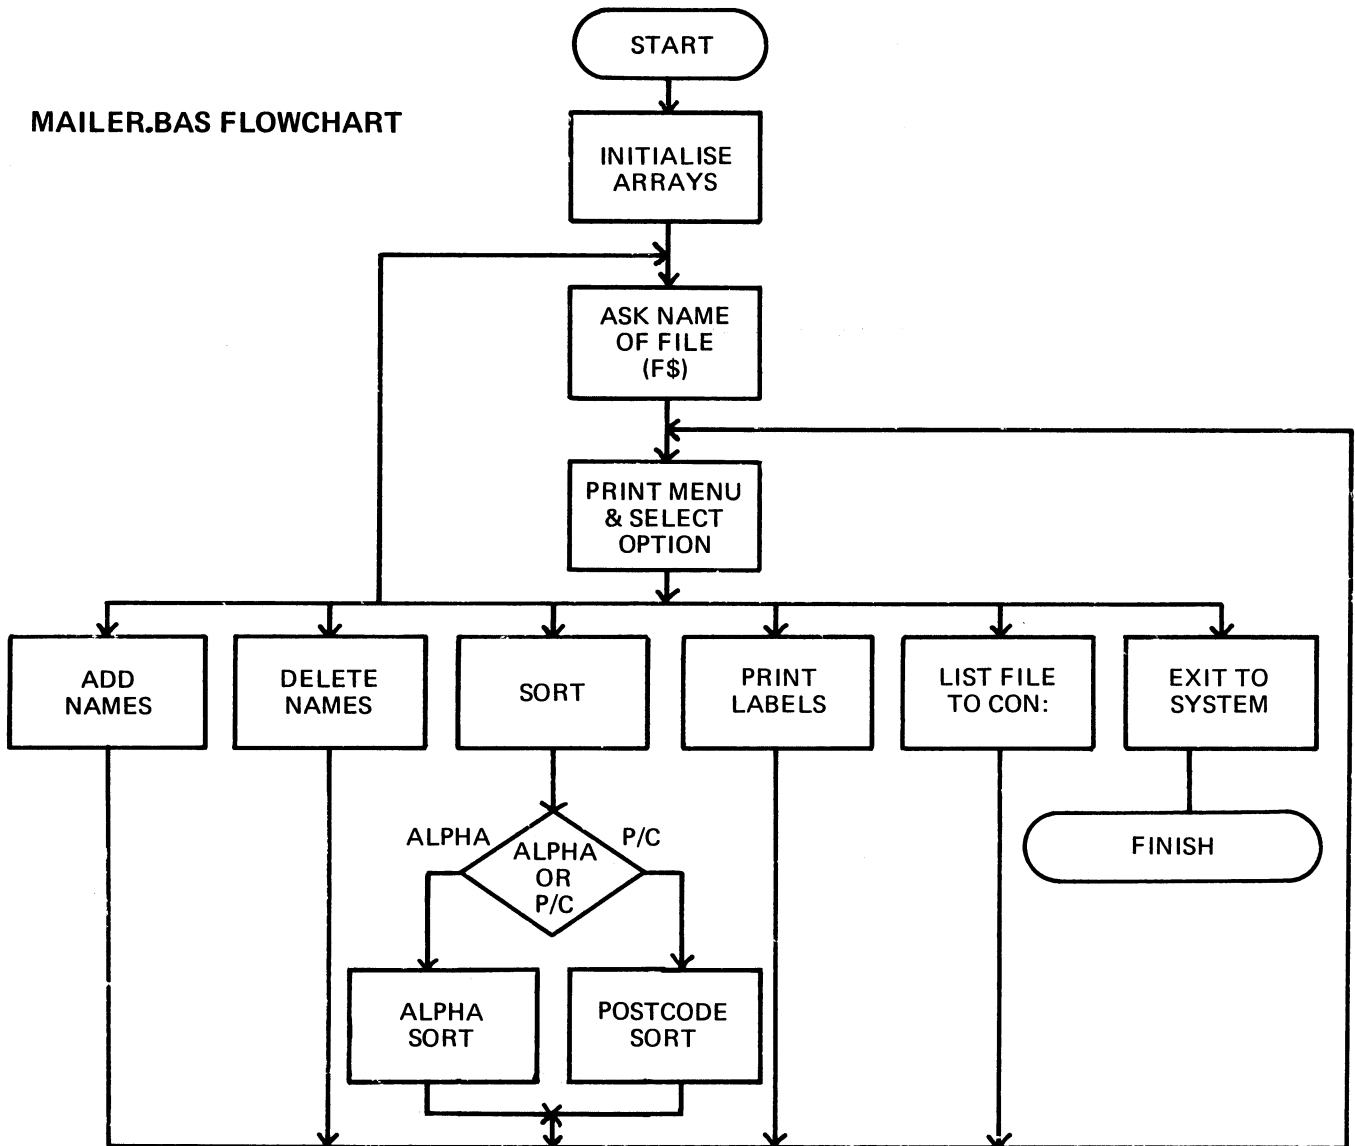 START
MAILER.BAS FLOWCHART
INITIALISE
ARRAYS
ASK NAME
OF FILE
(F$)
PRINT MENU
& SELECT
OPTION
ADD
NAMES
DELETE
NAMES
SORT
PRINT
LABELS
LIST FILE
TO CON:
EXIT TO
SYSTEM
ALPHA
P/C
ALPHA
OR
P/C
FINISH
ALPHA
SORT
POSTCODE
SORT